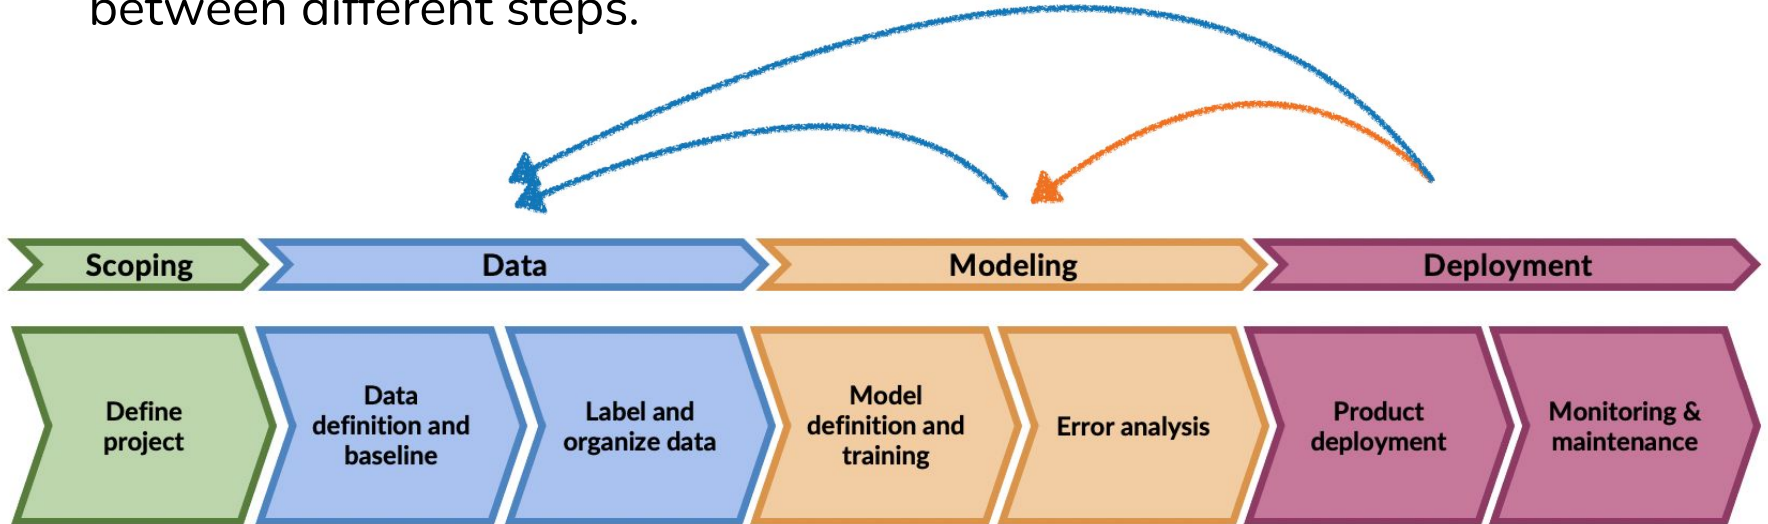 between different steps.
Scoping
Data
Modeling
Deployment
Define
project
Data
definition and
baseline
Label and
organize data
Model
definition and
training
Error analysis
Product
deployment
Monitoring &
maintenance